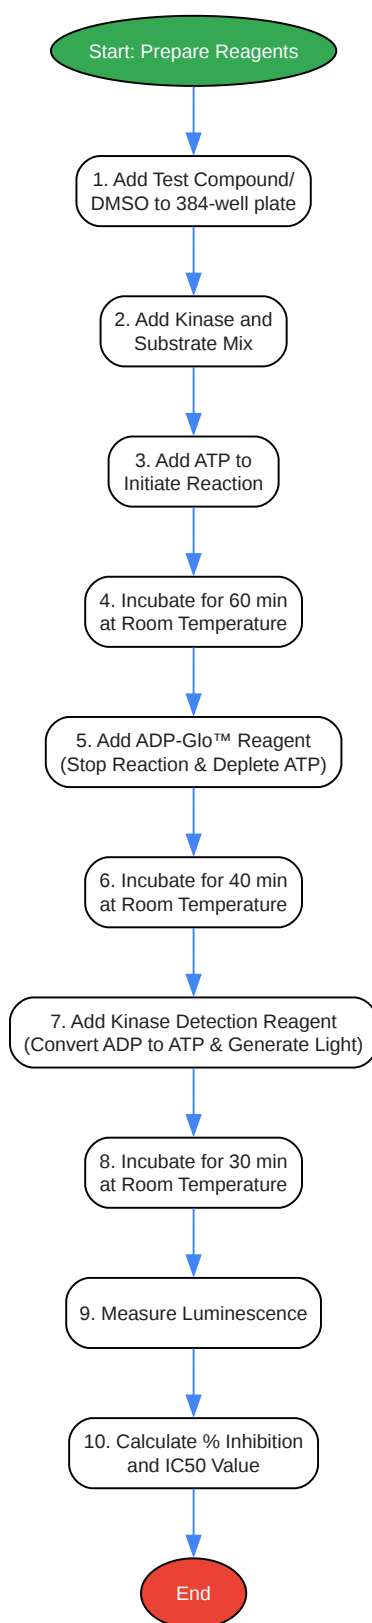 Start: Prepare Reagents
1. Add Test Compound/
DMSO to 384-well plate
2. Add Kinase and
Substrate Mix
3. Add ATP to
Initiate Reaction
4. Incubate for 60 min
at Room Temperature
5. Add ADP-Glo™ Reagent
(Stop Reaction & Deplete ATP)
6. Incubate for 40 min
at Room Temperature
7. Add Kinase Detection Reagent
(Convert ADP to ATP & Generate Light)
8. Incubate for 30 min
at Room Temperature
9. Measure Luminescence
10. Calculate % Inhibition
and IC50 Value
End